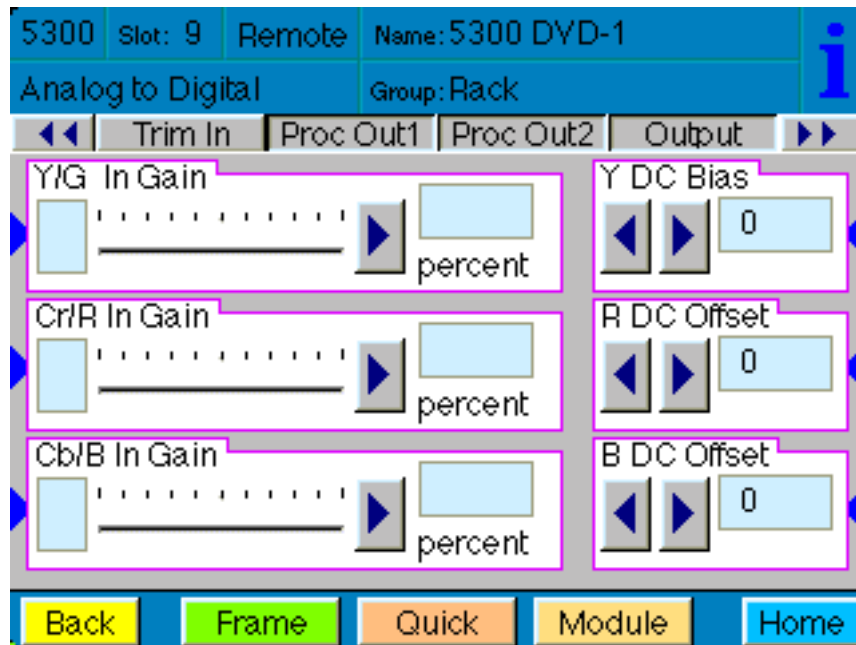 5300 Slot: 9 Remote Name: 5300 DVD-1
Analog to Digital Group: Rack
Trim In Proc Out1 Proc Out2 Output
Y/G In Gain Y DC Bias
0
percent
Cr/R In Gain R DC Offset
0
percent
Cb/B In Gain B DC Offset
0
percent
Back Frame Quick Module Home